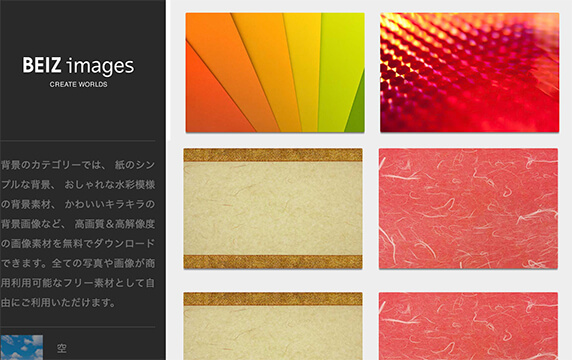 BEIZ images
CREATE WORLDS
背景のカテゴリーでは、 紙のシン
プルな背景、 おしゃれな水彩模様
の背景素材、 かわいいキラキラの
背景画像など、 高画質＆高解像度
の画像素材を無料でダウンロード
できます。全ての写真や画像が商
用利用可能なフリー素材として自
由にご利用いただけます。
空